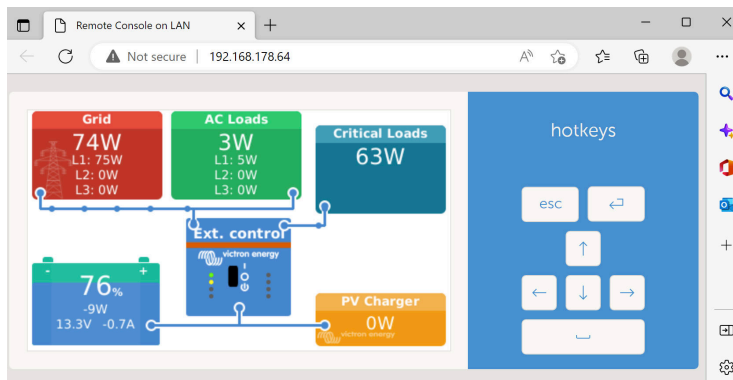 Remote Console on LAN
Not secure | 192.168.178.64
Grid
74W
L1: 75W
L2: 0W
L3: 0W
AC Loads
3W
L1: 5W
L2: 0W
L3: 0W
Critical Loads
63W
Ext. control
victron energy
76%
-9W
13.3V -0.7A
PV Charger
0W
victron energy
hotkeys
esc